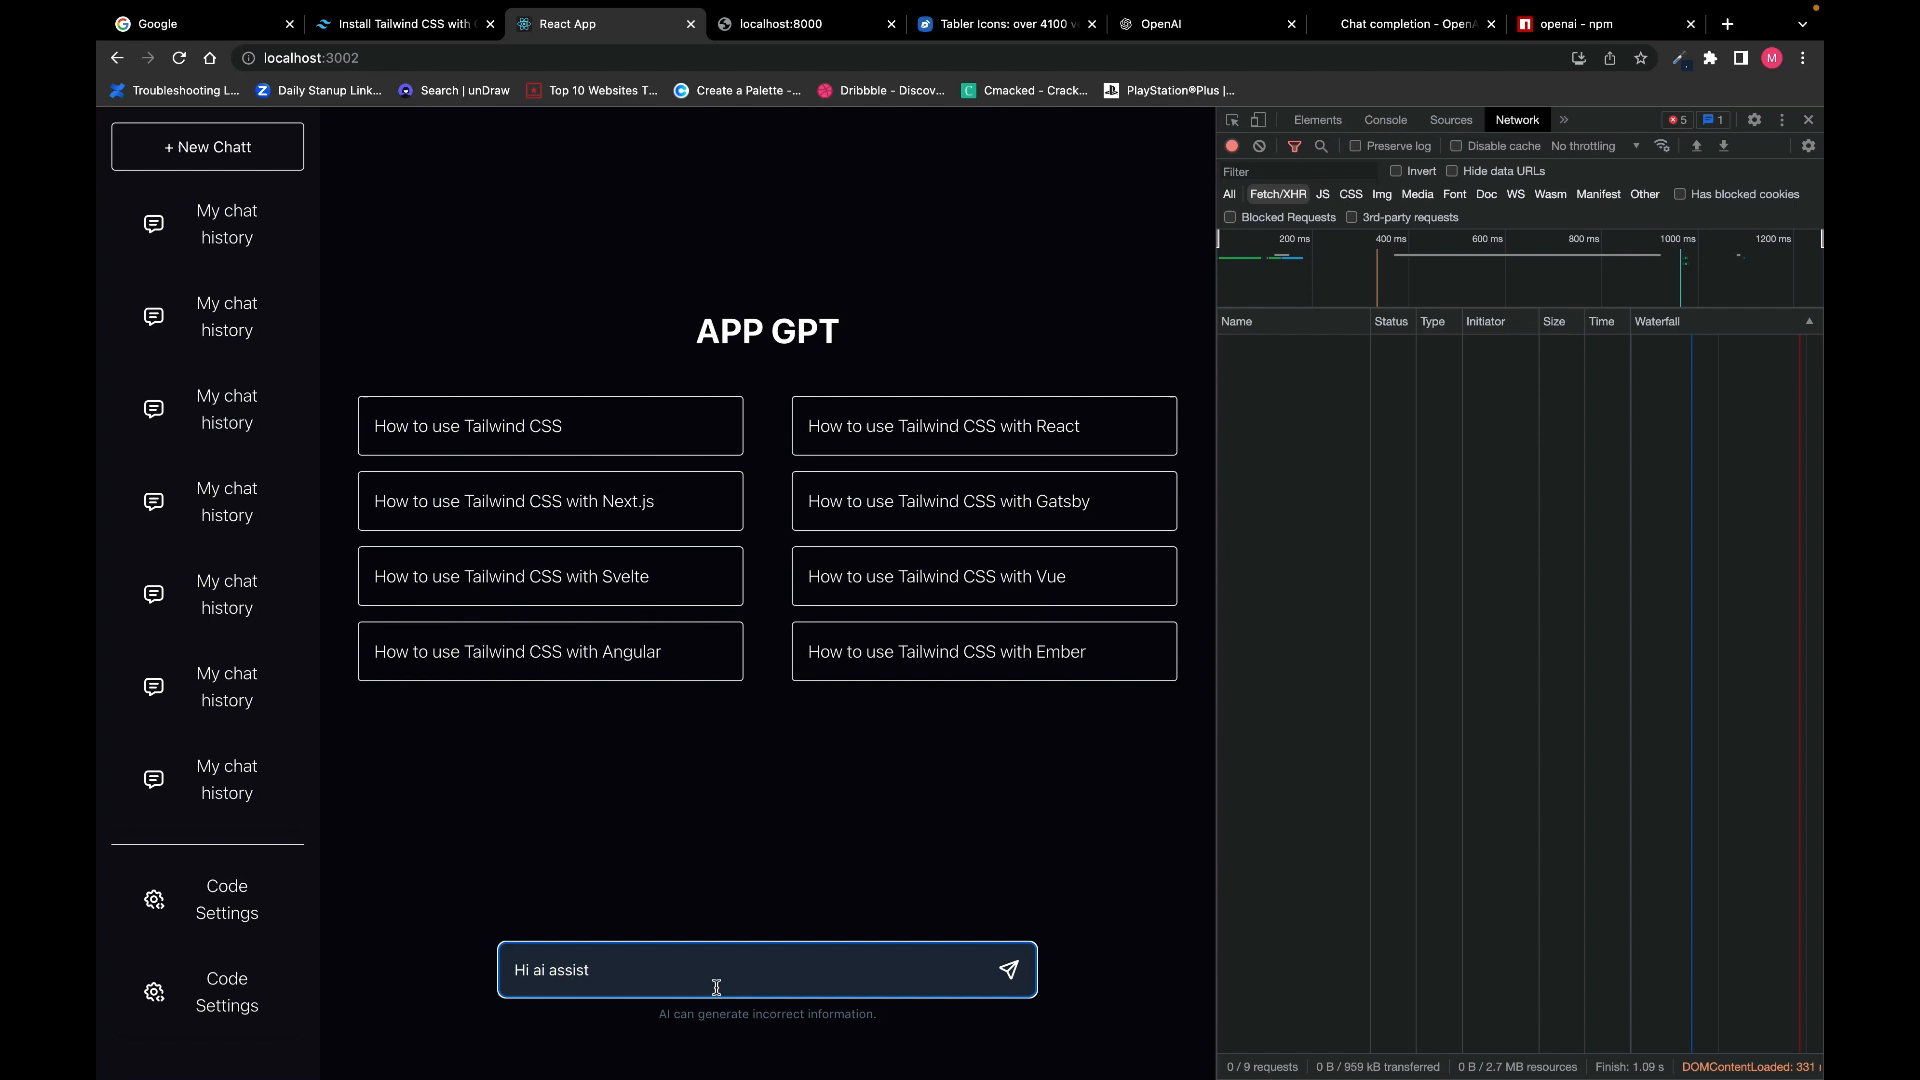 Google
Install Tailwind CSS with
React App
localhost:8000
Tabler Icons: over 4100
OpenAI
Chat completion - OpenA
openai - npm
localhost:3002
M
Troubleshooting L...
Daily Stanup Link...
Search | unDraw
Top 10 Websites T...
Create a Palette -...
Dribbble - Discov...
Cmacked - Crack...
PlayStation®Plus |...
+ New Chatt
My chat
history
My chat
history
My chat
history
My chat
history
My chat
history
My chat
history
My chat
history
Code
Settings
Code
Settings
APP GPT
How to use Tailwind CSS
How to use Tailwind CSS with React
How to use Tailwind CSS with Next.js
How to use Tailwind CSS with Gatsby
How to use Tailwind CSS with Svelte
How to use Tailwind CSS with Vue
How to use Tailwind CSS with Angular
How to use Tailwind CSS with Ember
Hi ai assist
AI can generate incorrect information.
Elements Console Sources Network » 5 1
Preserve log Disable cache No throttling
Filter Invert Hide data URLs
All Fetch/XHR JS CSS Img Media Font Doc WS Wasm Manifest Other Has blocked cookies
Blocked Requests 3rd-party requests
200 ms 400 ms 600 ms 800 ms 1000 ms 1200 ms
Name Status Type Initiator Size Time Waterfall
0 / 9 requests 0 B / 959 kB transferred 0 B / 2.7 MB resources Finish: 1.09 s DOMContentLoaded: 331